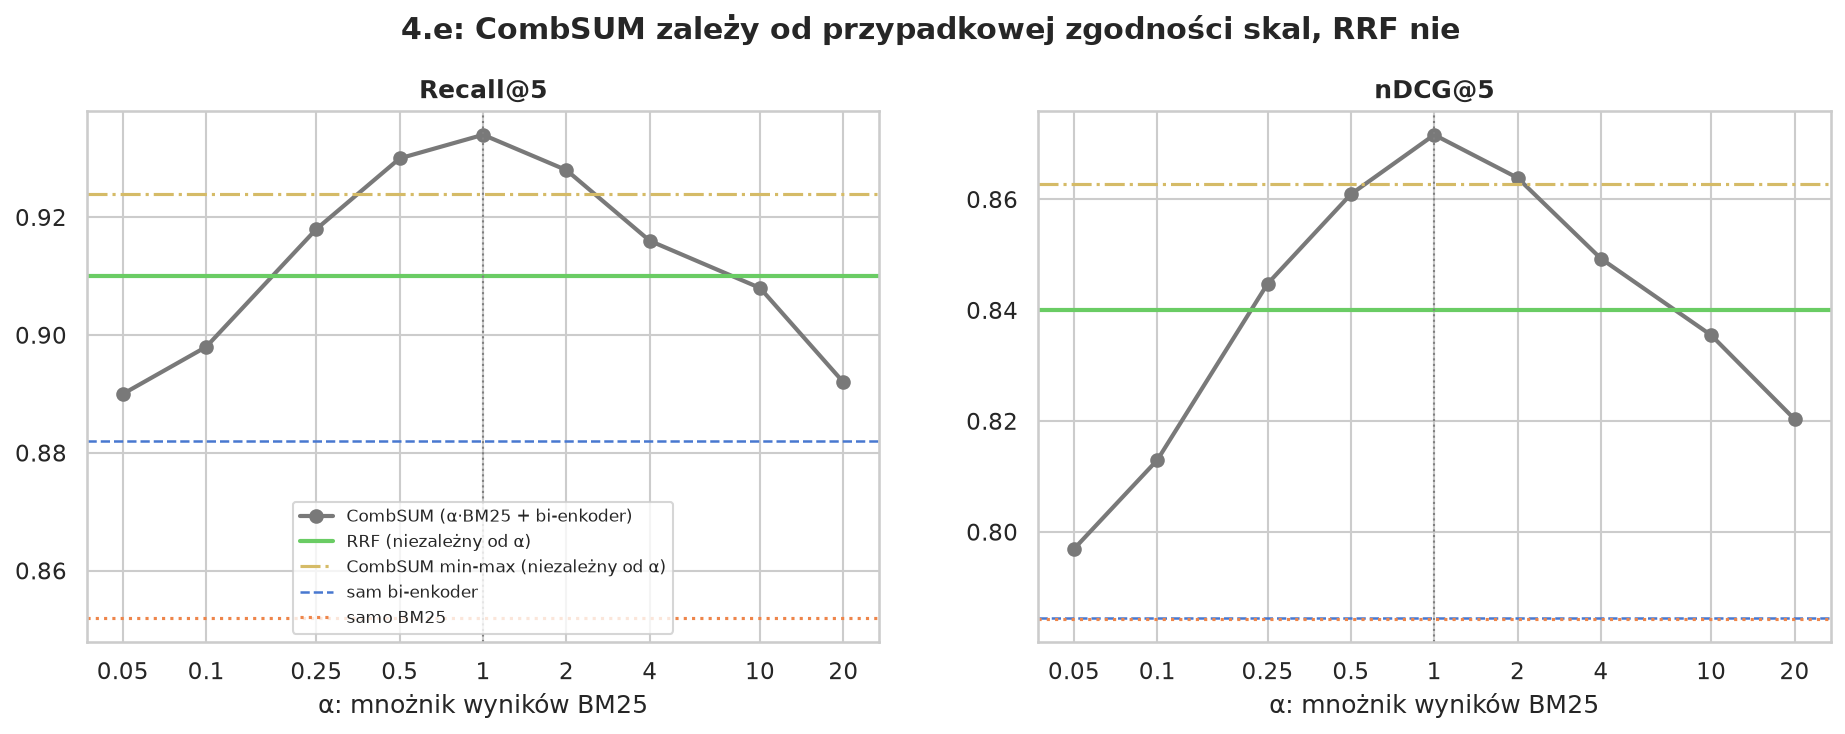 4.e: CombSUM zależy od przypadkowej zgodności skal, RRF nie
Recall@5
0.92
0.90
0.88
0.86
CombSUM (α·BM25 + bi-enkoder)
RRF (niezależny od α)
CombSUM min-max (niezależny od α)
sam bi-enkoder
samo BM25
0.05 0.1 0.25 0.5 1 2 4 10 20
α: mnożnik wyników BM25
nDCG@5
0.86
0.84
0.82
0.80
0.05 0.1 0.25 0.5 1 2 4 10 20
α: mnożnik wyników BM25